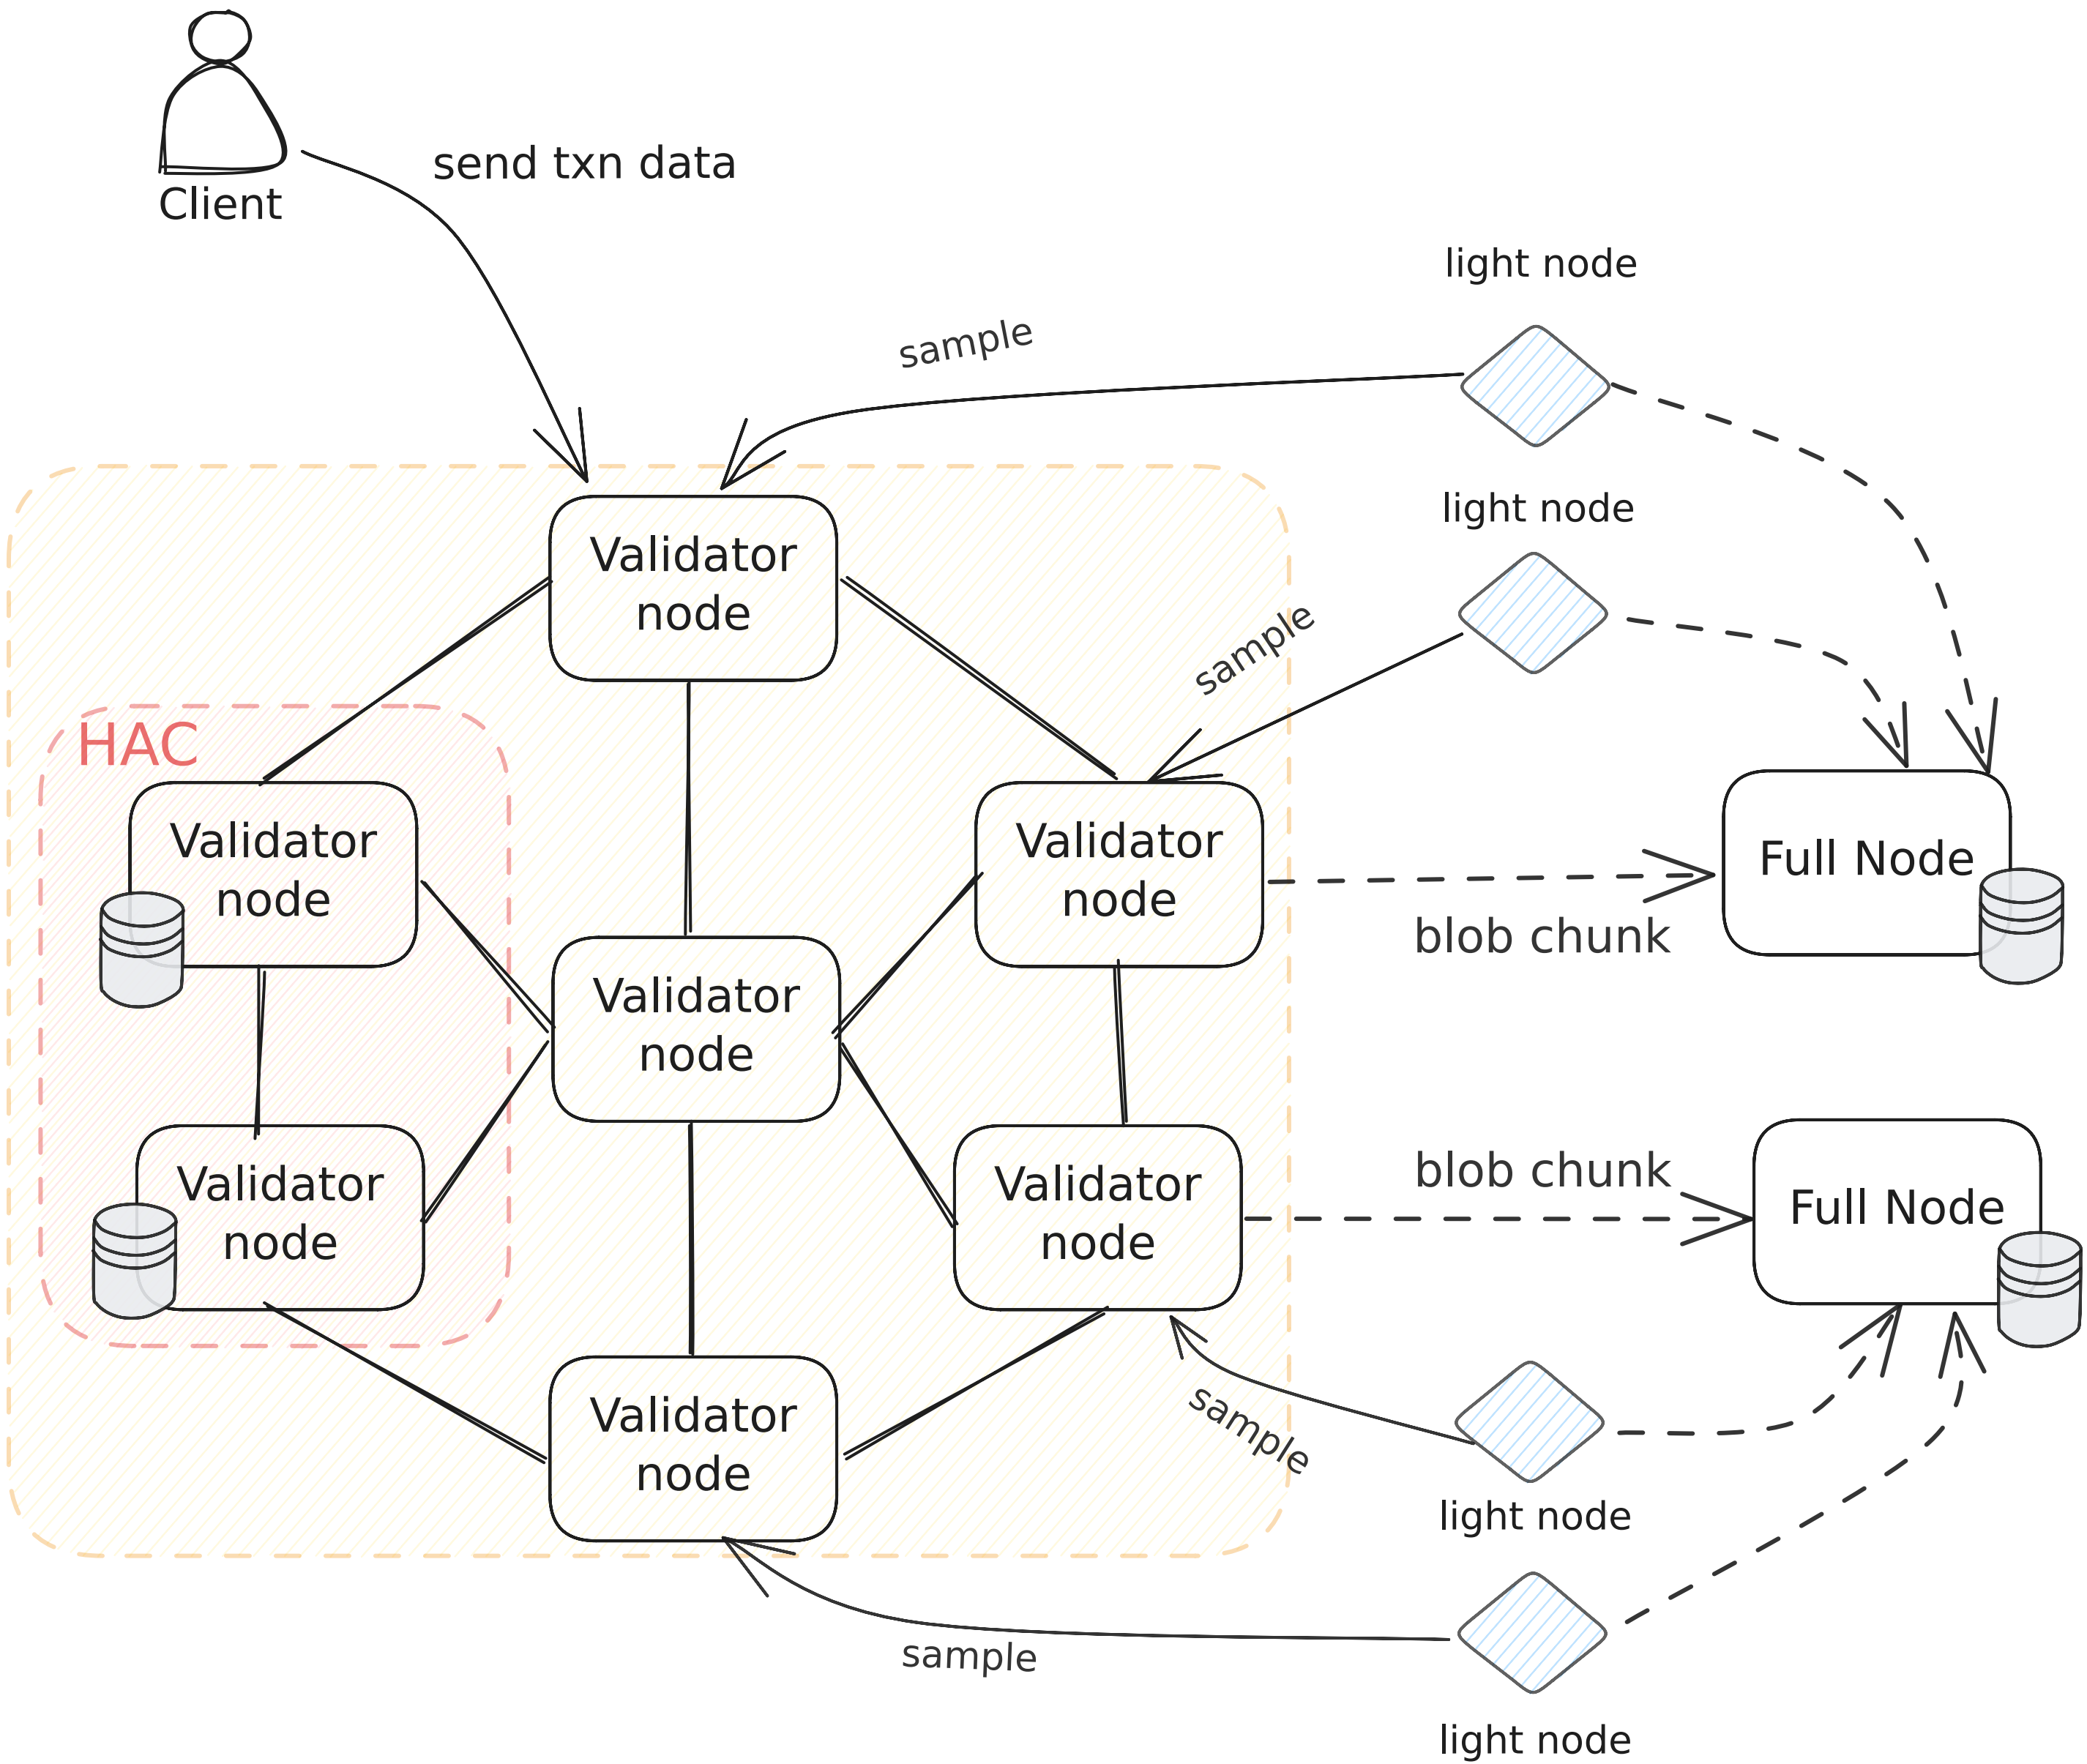 send txn data
Client
light node
sample
light node
Validator
node
sample
HAC
Validator
node
Validator
node
Full Node
blob chunk
Validator
node
blob chunk
Validator
node
Validator
node
Full Node
sample
Validator
node
light node
sample
light node